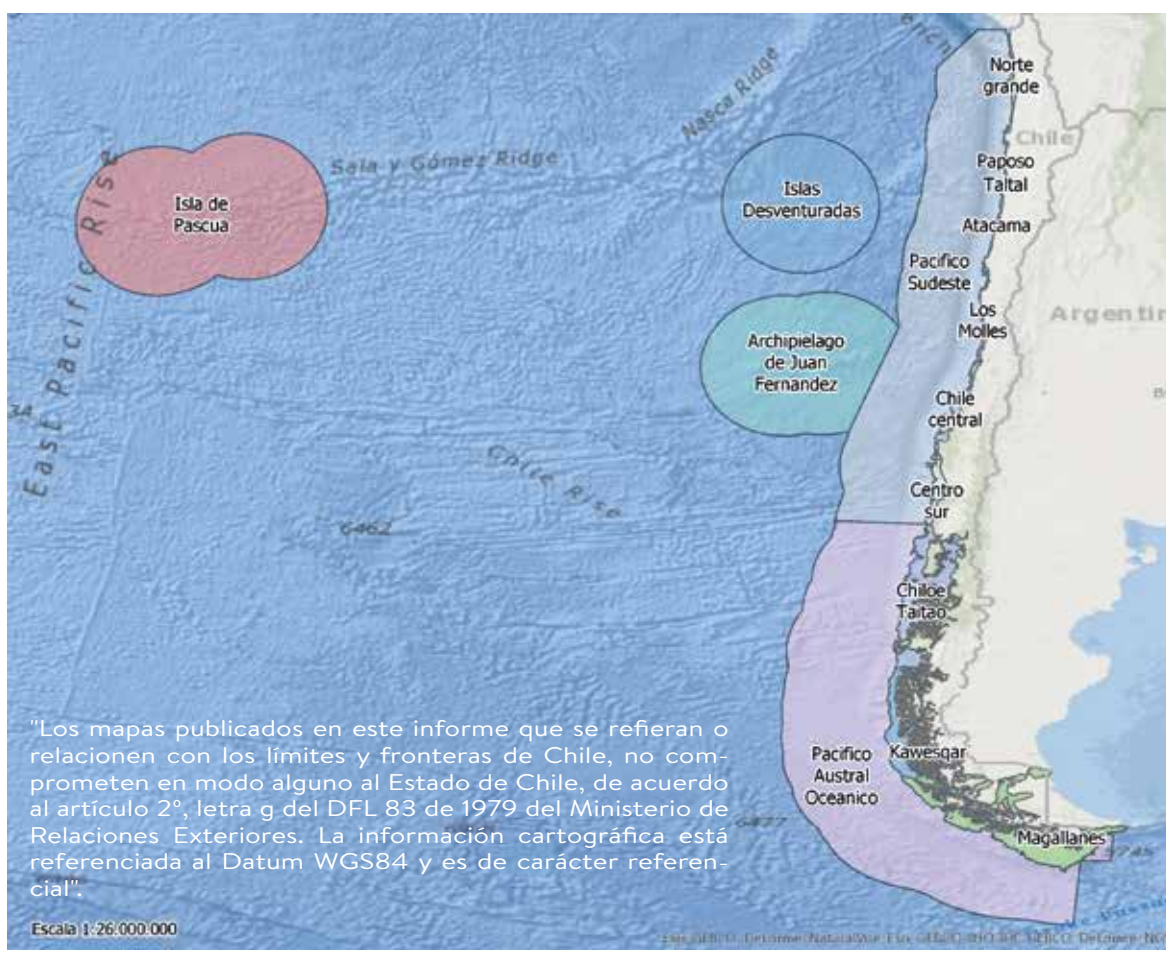 Norte
grande
Nasca Ridge
Chile
Sala y Gómez Ridge
Paposo
Taltal
Islas
Desventuradas
Isla de
Pascua
Atacama
Pacifico
Sudeste
Los
Molles
East Pacific Rise
Archipielago
de Juan
Fernandez
Chile
central
Chile Rise
Centro
sur
6462
Chiloe
Taitao
"Los mapas publicados en este informe que se refieran o
relacionen con los límites y fronteras de Chile, no com-
prometen en modo alguno al Estado de Chile, de acuerdo
al artículo 2°, letra g del DFL 83 de 1979 del Ministerio de
Relaciones Exteriores. La información cartográfica está
referenciada al Datum WGS84 y es de carácter referen-
cial".
Pacifico
Austral
Oceanico
Kawesqar
Magallanes
Escala 1:26.000.000